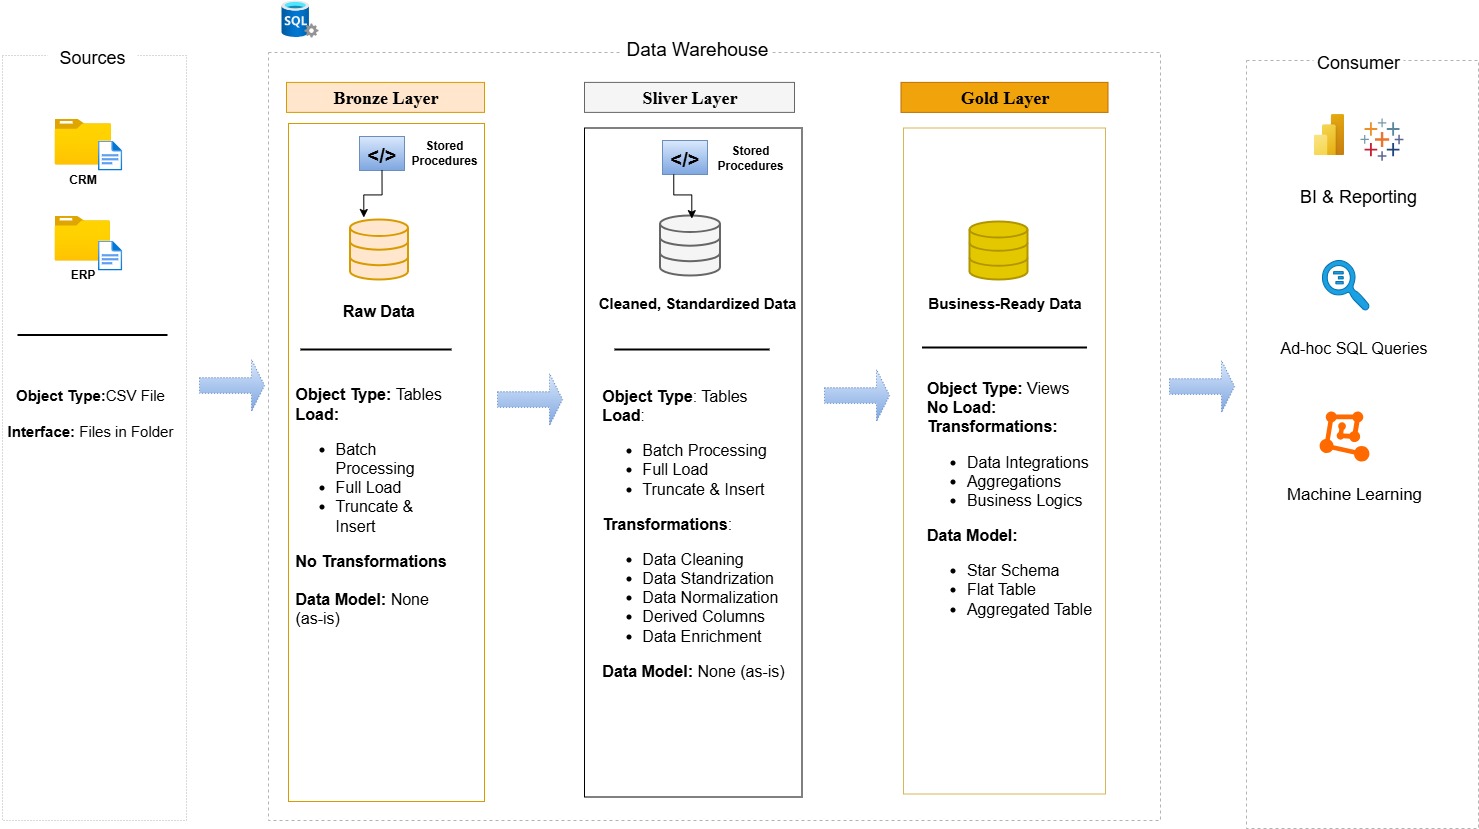 SQL
Sources
CRM
ERP
Object Type:CSV File
Interface: Files in Folder
Data Warehouse
Bronze Layer
</>
Stored
Procedures
Raw Data
Object Type: Tables
Load:
Batch
Processing
Full Load
Truncate &
Insert
No Transformations
Data Model: None
(as-is)
Sliver Layer
</>
Stored
Procedures
Cleaned, Standardized Data
Object Type: Tables
Load:
Batch Processing
Full Load
Truncate & Insert
Transformations:
Data Cleaning
Data Standrization
Data Normalization
Derived Columns
Data Enrichment
Data Model: None (as-is)
Gold Layer
Business-Ready Data
Object Type: Views
No Load:
Transformations:
Data Integrations
Aggregations
Business Logics
Data Model:
Star Schema
Flat Table
Aggregated Table
Consumer
BI & Reporting
Ad-hoc SQL Queries
Machine Learning